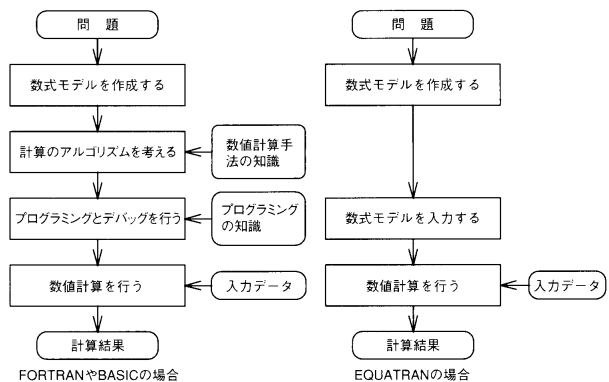 問 題
数式モデルを作成する
計算のアルゴリズムを考える
数値計算手
法の知識
プログラミングとデバッグを行う
プログラミング
の知識
数値計算を行う
入力データ
計算結果
FORTRANやBASICの場合
問 題
数式モデルを作成する
数式モデルを入力する
数値計算を行う
入力データ
計算結果
EQUATRANの場合